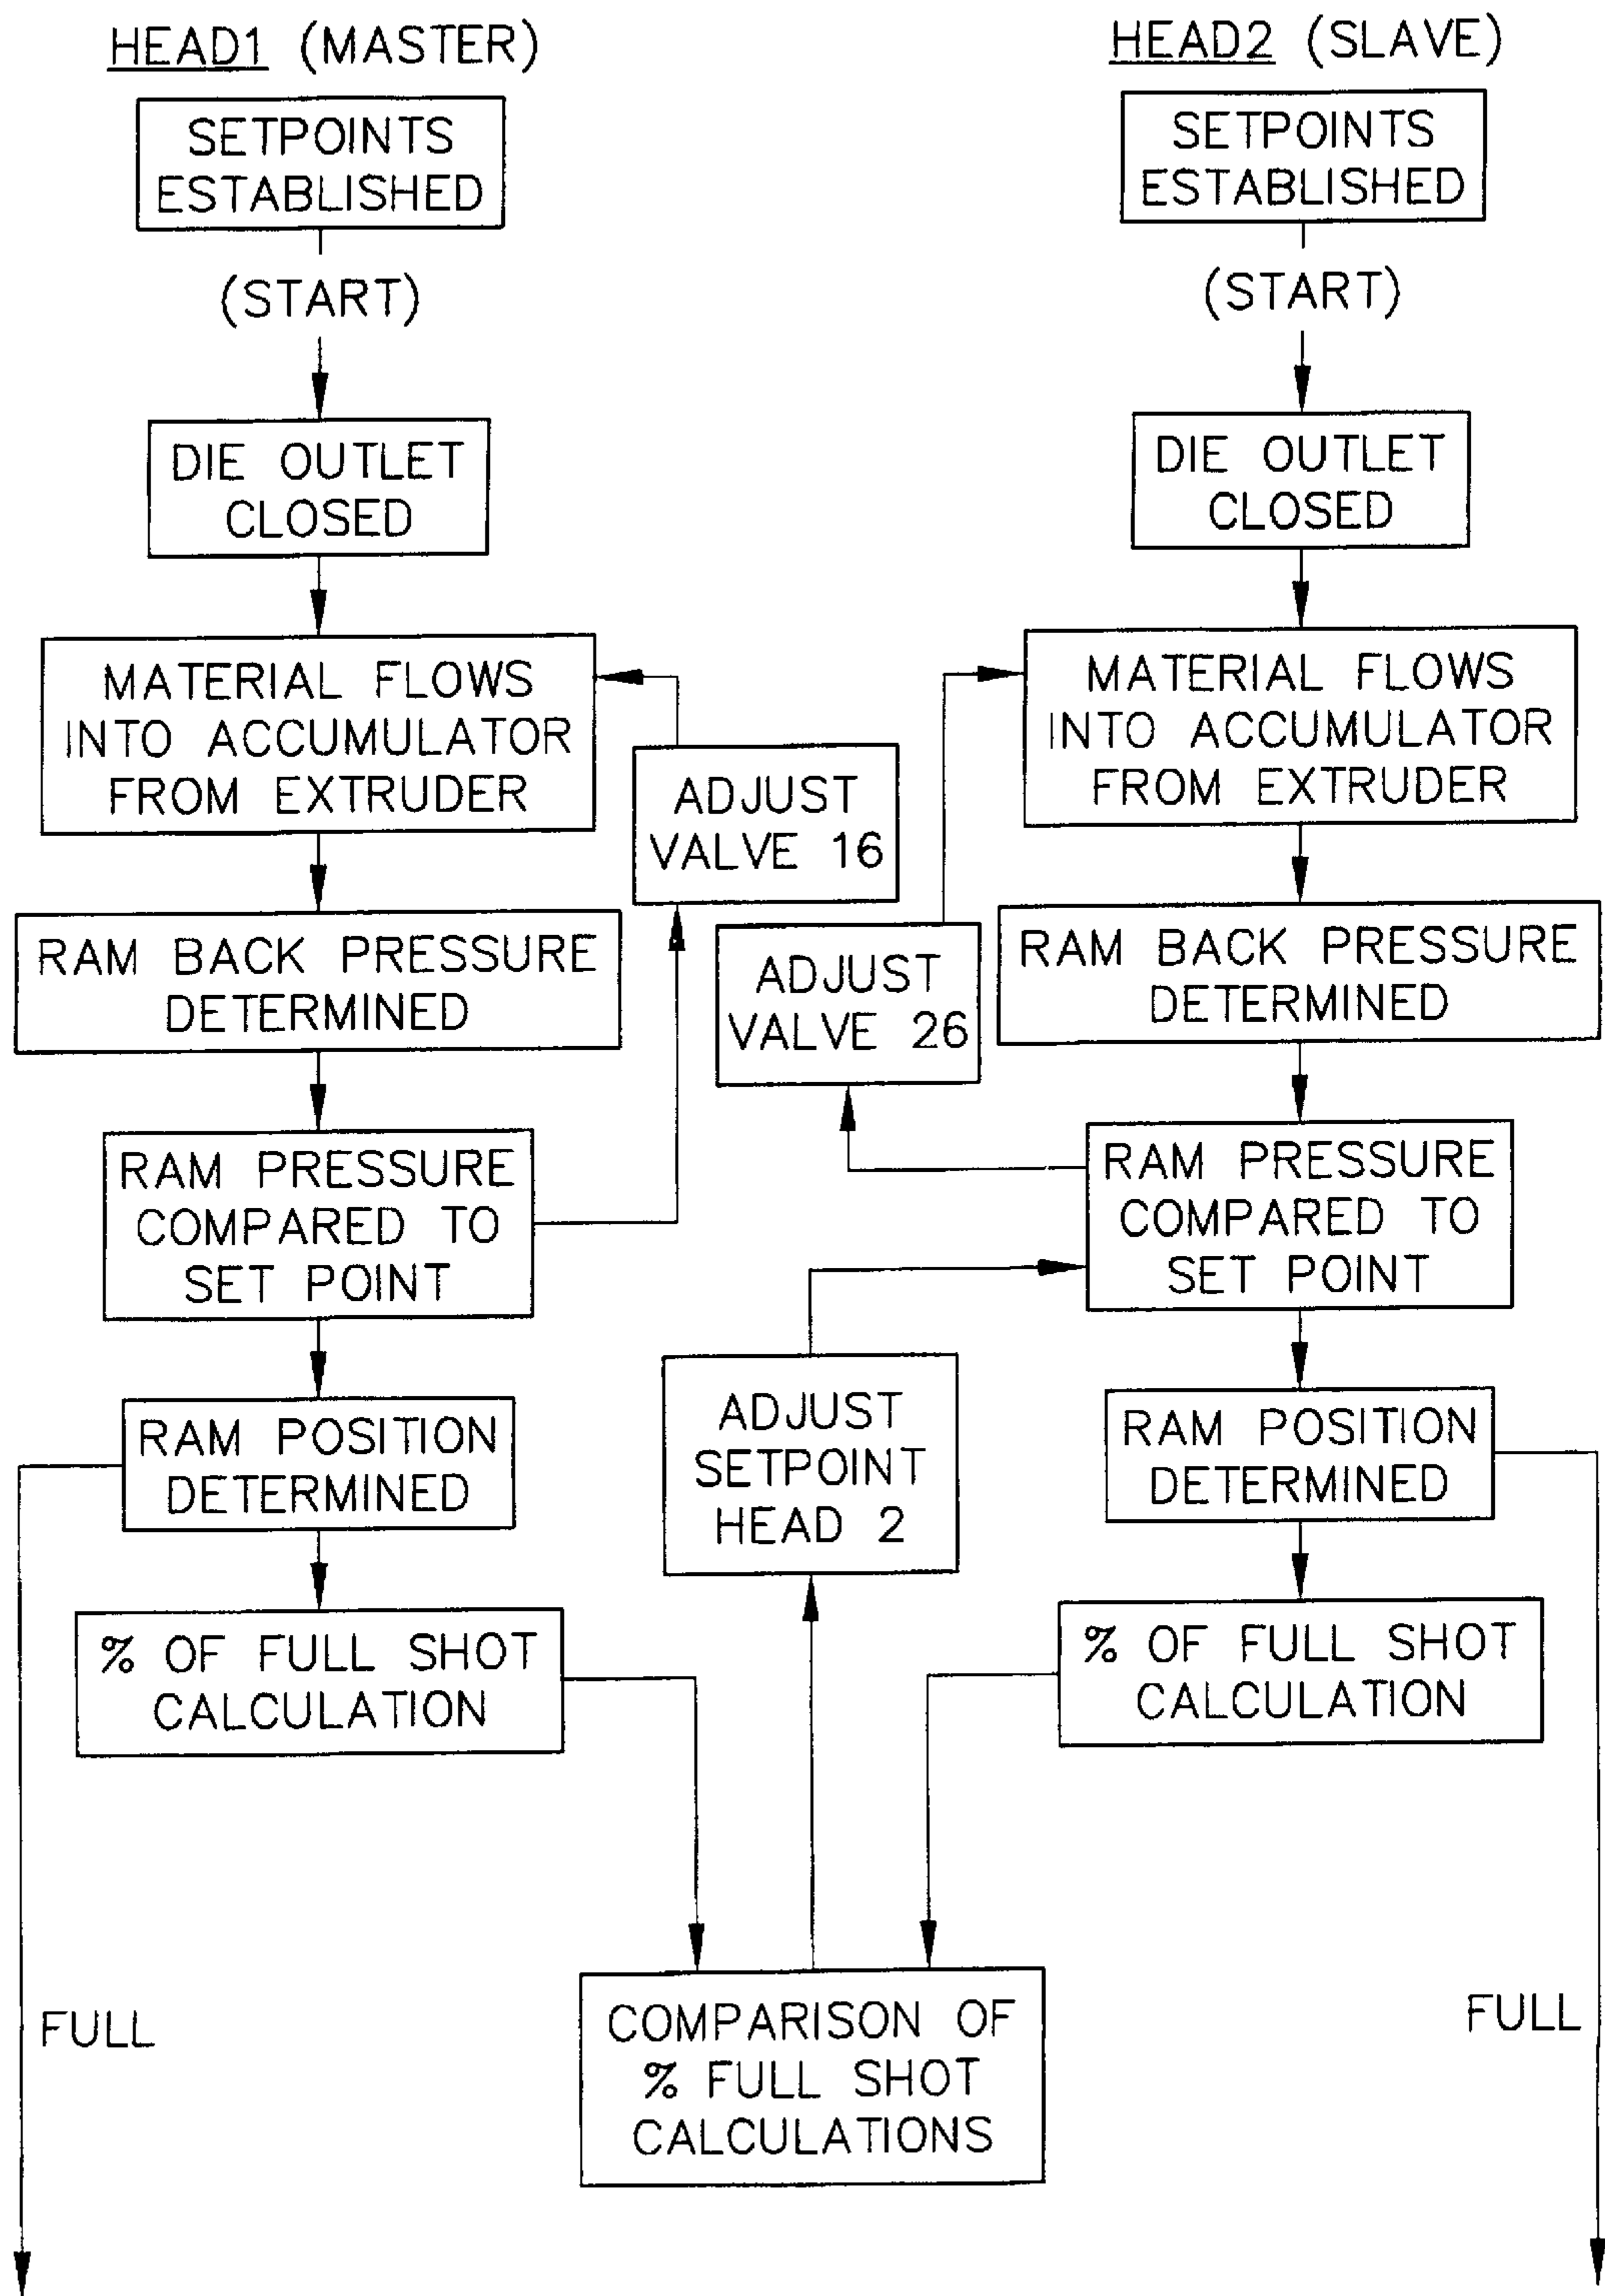 HEAD1 (MASTER)
SETPOINTS
ESTABLISHED
(START)
DIE OUTLET
CLOSED
MATERIAL FLOWS
INTO ACCUMULATOR
FROM EXTRUDER
ADJUST
VALVE 16
RAM BACK PRESSURE
DETERMINED
RAM PRESSURE
COMPARED TO
SET POINT
RAM POSITION
DETERMINED
% OF FULL SHOT
CALCULATION
FULL
HEAD2 (SLAVE)
SETPOINTS
ESTABLISHED
(START)
DIE OUTLET
CLOSED
MATERIAL FLOWS
INTO ACCUMULATOR
FROM EXTRUDER
ADJUST
VALVE 26
RAM BACK PRESSURE
DETERMINED
RAM PRESSURE
COMPARED TO
SET POINT
ADJUST
SETPOINT
HEAD 2
RAM POSITION
DETERMINED
% OF FULL SHOT
CALCULATION
FULL
COMPARISON OF
% FULL SHOT
CALCULATIONS